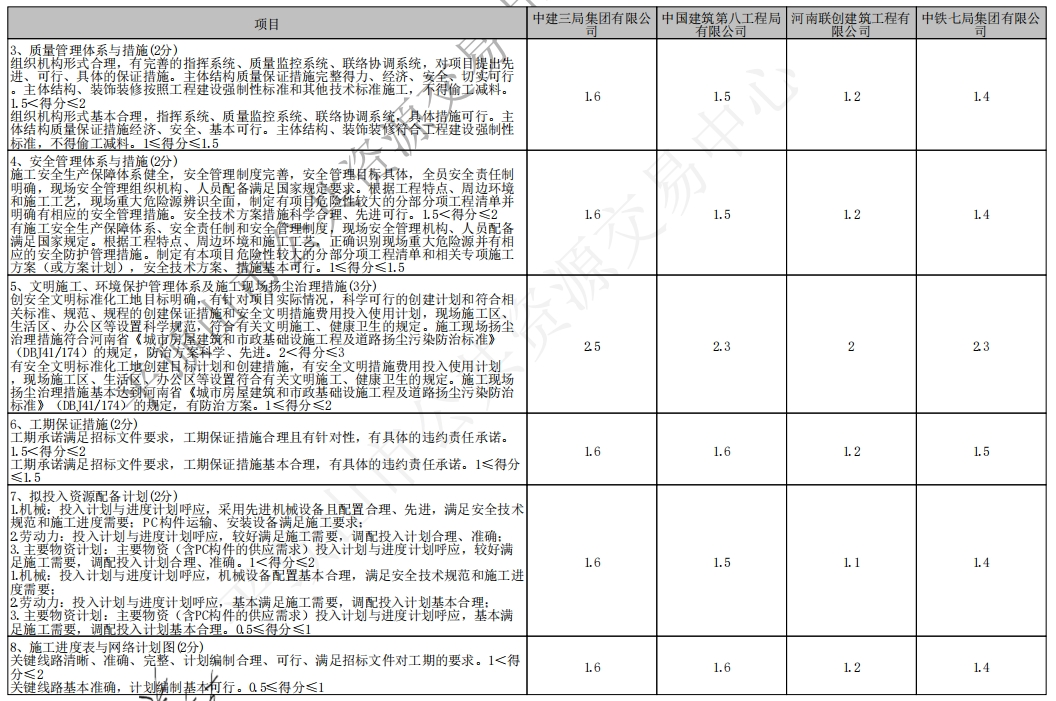 项目
中建三局集团有限公
司
中国建筑第八工程局
有限公司
河南联创建筑工程有
限公司
中铁七局集团有限公
司
3、质量管理体系与措施(2分)
组织机构形式合理，有完善的指挥系统、质量监控系统、联络协调系统，对项目提出先
进、可行、具体的保证措施。主体结构质量保证措施完整得力、经济、安全、切实可行
。主体结构、装饰装修按照工程建设强制性标准和其他技术标准施工，不得偷工减料。
1.5<得分≤2
组织机构形式基本合理，指挥系统、质量监控系统、联络协调系统，具体措施可行。主
体结构质量保证措施经济、安全、基本可行。主体结构、装饰装修符合工程建设强制性
标准，不得偷工减料。1≤得分≤1.5
1.6
1.5
1.2
1.4
4、安全管理体系与措施(2分)
施工安全生产保障体系健全，安全管理制度完善，安全管理目标具体，全员安全责任制
明确，现场安全管理组织机构、人员配备满足国家规定要求。根据工程特点、周边环境
和施工工艺，现场重大危险源辨识全面，制定有项目危险性较大的分部分项工程清单并
明确有相应的安全管理措施。安全技术方案措施科学合理、先进可行。1.5<得分≤2
有施工安全生产保障体系、安全责任制和安全管理制度，现场安全管理机构、人员配备
满足国家规定。根据工程特点、周边环境和施工工艺，正确识别现场重大危险源并有相
应的安全防护管理措施。制定有本项目危险性较大的分部分项工程清单和相关专项施工
方案（或方案计划），安全技术方案、措施基本可行。1≤得分≤1.5
1.6
1.5
1.2
1.4
5、文明施工、环境保护管理体系及施工现场扬尘治理措施(3分)
创安全文明标准化工地目标明确，有针对项目实际情况，科学可行的创建计划和符合相
关标准、规范、规程的创建保证措施和安全文明措施费用投入使用计划，现场施工区、
生活区、办公区等设置科学规范，符合有关文明施工、健康卫生的规定。施工现场扬尘
治理措施符合河南省《城市房屋建筑和市政基础设施工程及道路扬尘污染防治标准》
（DBJ41/174）的规定，防治方案科学、先进。2<得分≤3
有安全文明标准化工地创建目标计划和创建措施，有安全文明措施费用投入使用计划
，现场施工区、生活区、办公区等设置符合有关文明施工、健康卫生的规定。施工现场
扬尘治理措施基本达到河南省《城市房屋建筑和市政基础设施工程及道路扬尘污染防治
标准》（DBJ41/174）的规定，有防治方案。1≤得分≤2
2.5
2.3
2
2.3
6、工期保证措施(2分)
工期承诺满足招标文件要求，工期保证措施合理且有针对性，有具体的违约责任承诺。
1.5<得分≤2
工期承诺满足招标文件要求，工期保证措施基本合理，有具体的违约责任承诺。1≤得分
≤1.5
1.6
1.6
1.2
1.5
7、拟投入资源配备计划(2分)
1.机械：投入计划与进度计划呼应，采用先进机械设备且配置合理、先进，满足安全技术
规范和施工进度需要；PC构件运输、安装设备满足施工要求；
2.劳动力：投入计划与进度计划呼应，较好满足施工需要，调配投入计划合理、准确；
3.主要物资计划：主要物资（含PC构件的供应需求）投入计划与进度计划呼应，较好满
足施工需要，调配投入计划合理、准确。1<得分≤2
1.机械：投入计划与进度计划呼应，机械设备配置基本合理，满足安全技术规范和施工进
度需要；
2.劳动力：投入计划与进度计划呼应，基本满足施工需要，调配投入计划基本合理；
3.主要物资计划：主要物资（含PC构件的供应需求）投入计划与进度计划呼应，基本满
足施工需要，调配投入计划基本合理。0.5≤得分≤1
1.6
1.5
1.1
1.4
8、施工进度表与网络计划图(2分)
关键线路清晰、准确、完整、计划编制合理、可行、满足招标文件对工期的要求。1<得
分≤2
关键线路基本准确，计划编制基本可行。0.5≤得分≤1
1.6
1.6
1.2
1.4